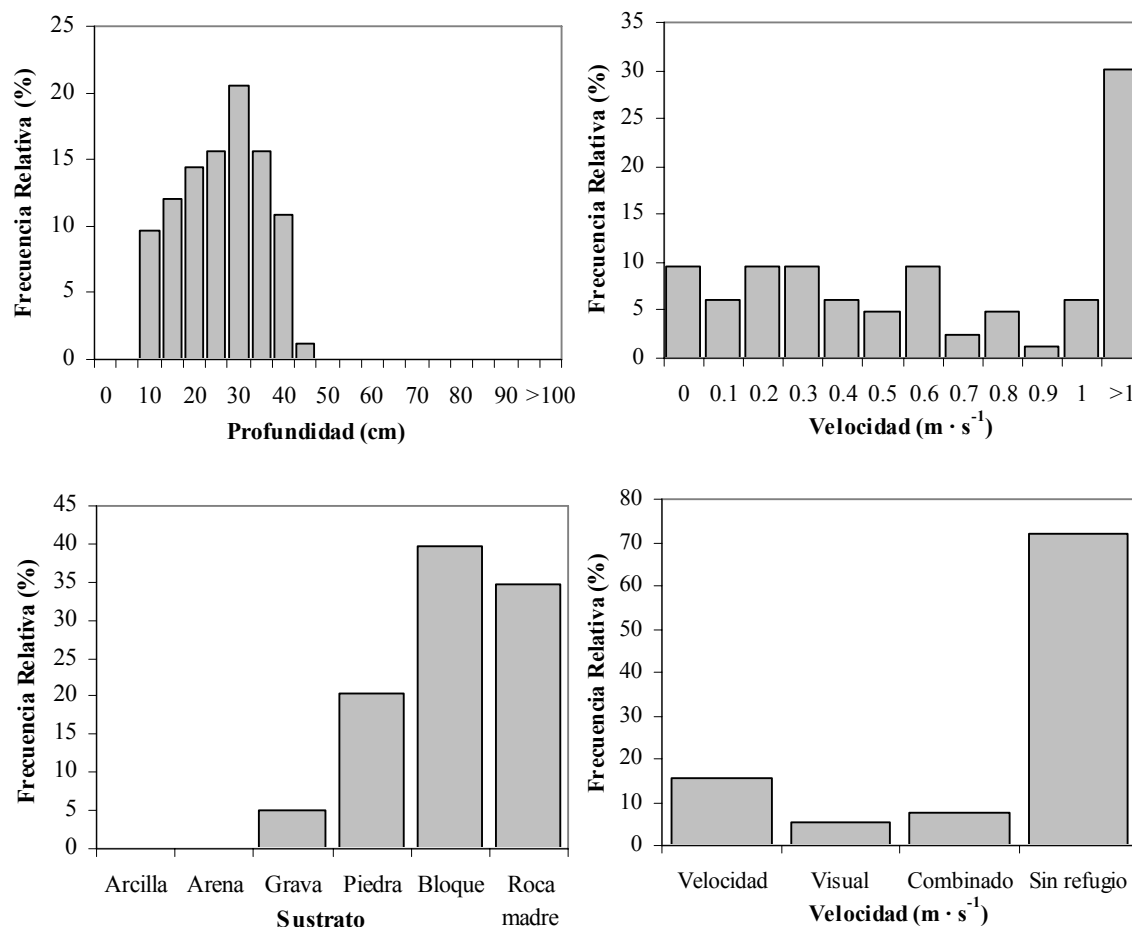 Frecuencia Relativa (%)
25
20
15
10
5
0
0 10 20 30 40 50 60 70 80 90 >100
Profundidad (cm)
Frecuencia Relativa (%)
35
30
25
20
15
10
5
0
0 0.1 0.2 0.3 0.4 0.5 0.6 0.7 0.8 0.9 1 >1
Velocidad (m · s⁻¹)
Frecuencia Relativa (%)
45
40
35
30
25
20
15
10
5
0
Arcilla Arena Grava Piedra Bloque Roca
madre
Sustrato
Frecuencia Relativa (%)
80
70
60
50
40
30
20
10
0
Velocidad Visual Combinado Sin refugio
Velocidad (m · s⁻¹)